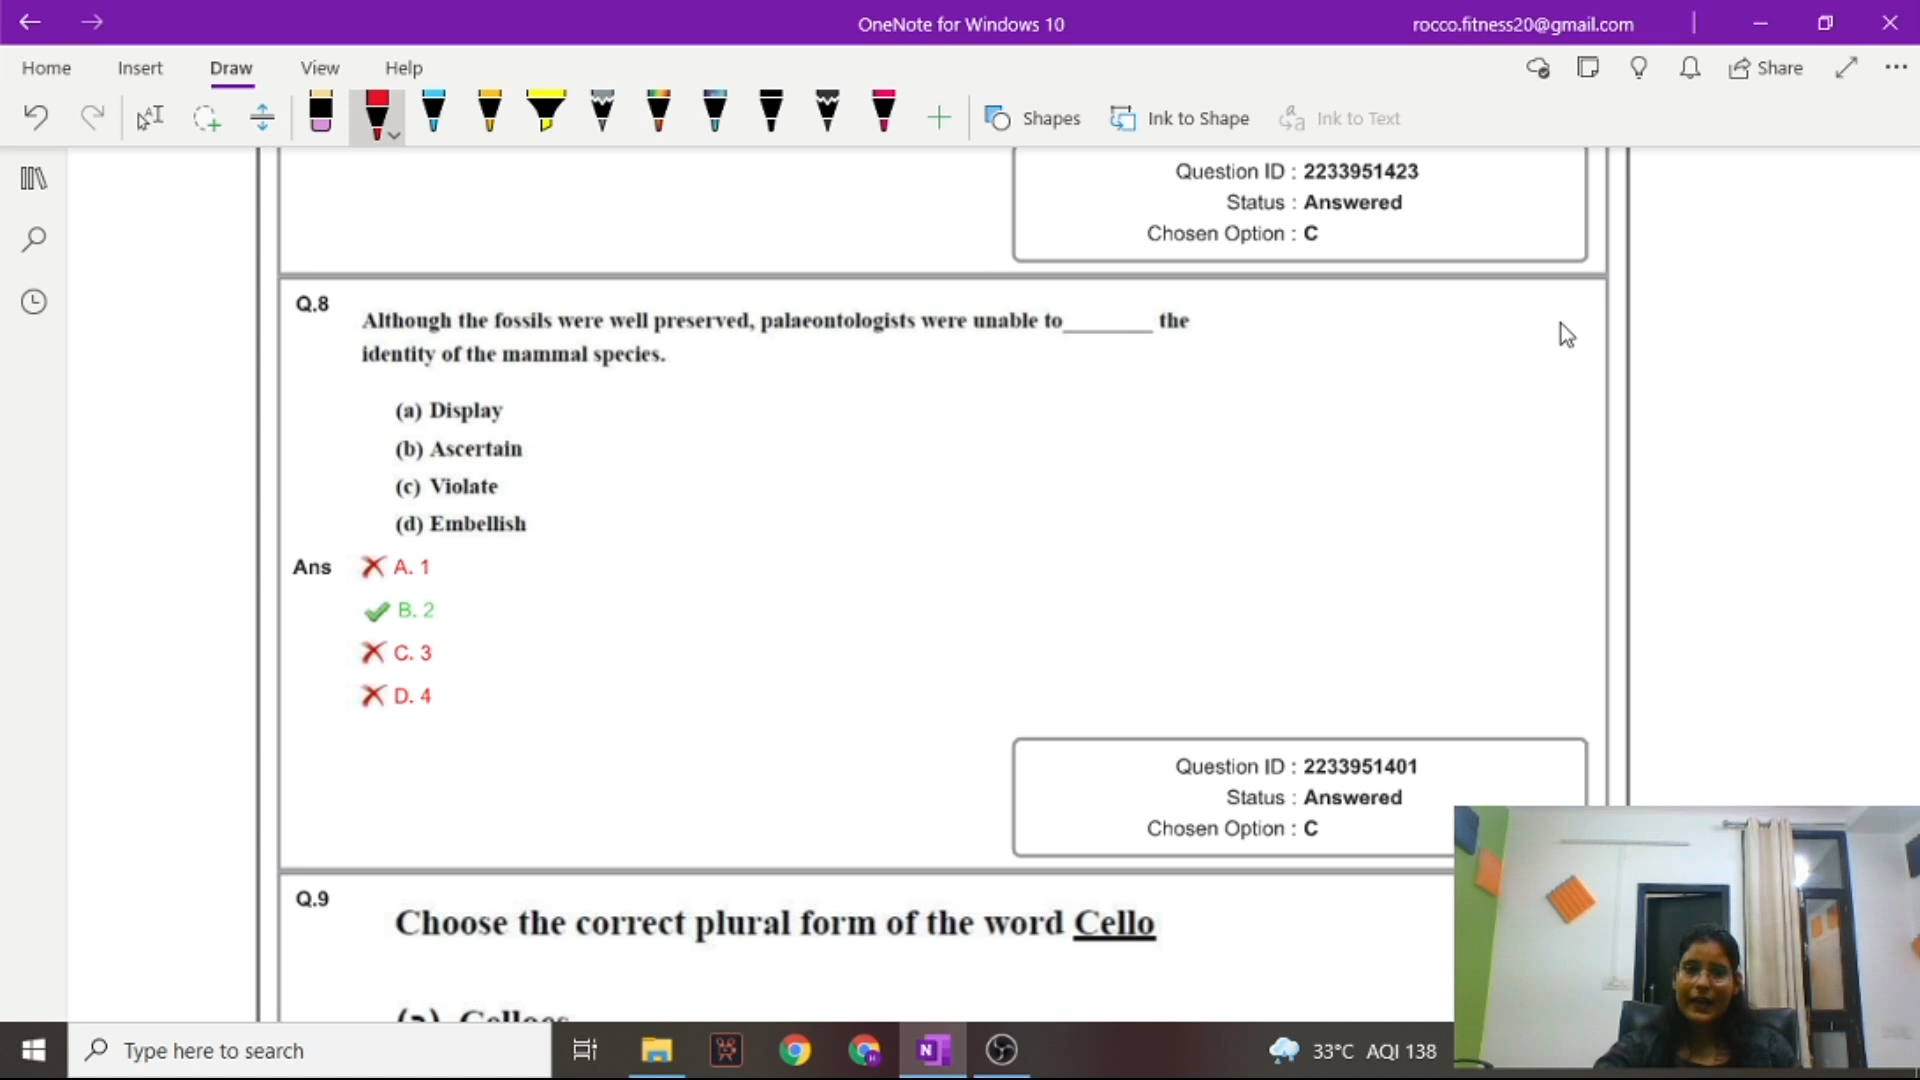 OneNote for Windows 10
rocco.fitness20@gmail.com
Home
Insert
Draw
View
Help
Share
Shapes
Ink to Shape
Ink to Text
Question ID : 2233951423
Status : Answered
Chosen Option : C
Q.8
Although the fossils were well preserved, palaeontologists were unable to________ the
identity of the mammal species.
(a) Display
(b) Ascertain
(c) Violate
(d) Embellish
Ans
A. 1
B. 2
C. 3
D. 4
Question ID : 2233951401
Status : Answered
Chosen Option : C
Q.9
Choose the correct plural form of the word Cello
(a) Celloes
Type here to search
33°C AQI 138